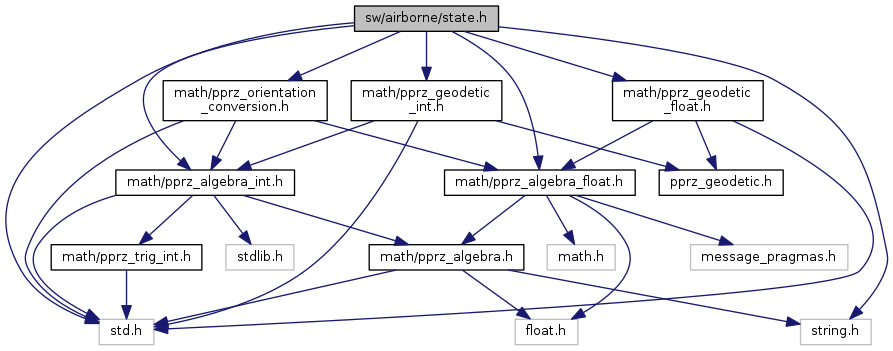 sw/airborne/state.h
math/pprz_orientation
_conversion.h
math/pprz_geodetic
_int.h
math/pprz_geodetic
_float.h
math/pprz_algebra_int.h
math/pprz_algebra_float.h
pprz_geodetic.h
math/pprz_trig_int.h
stdlib.h
math/pprz_algebra.h
math.h
message_pragmas.h
std.h
float.h
string.h